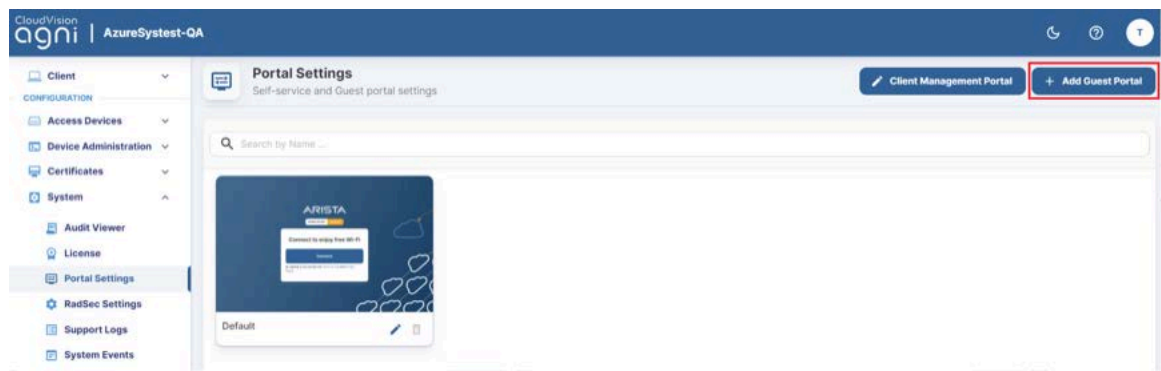 CloudVision
agni | AzureSystest-QA
T
Client
CONFIGURATION
Access Devices
Device Administration
Certificates
System
Audit Viewer
License
Portal Settings
RadSec Settings
Support Logs
System Events
Portal Settings
Self-service and Guest portal settings
Client Management Portal
+ Add Guest Portal
Search by Name ...
ARISTA
Connect to enjoy free Wi-Fi
Default